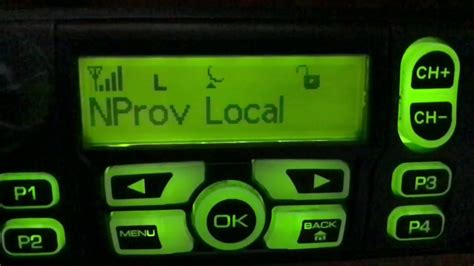 L
NProv Local
CH+
CH-
P1
P2
MENU
OK
BACK
P3
P4